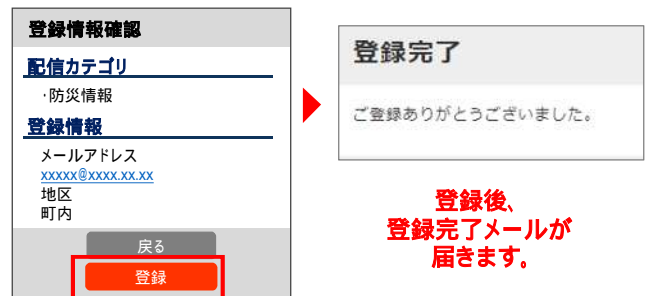 登録情報確認
配信カテゴリ
・防災情報
登録情報
メールアドレス
xxxxx@xxxx.xx.xx
地区
町内
戻る
登録
登録完了
ご登録ありがとうございました。
登録後、
登録完了メールが
届きます。